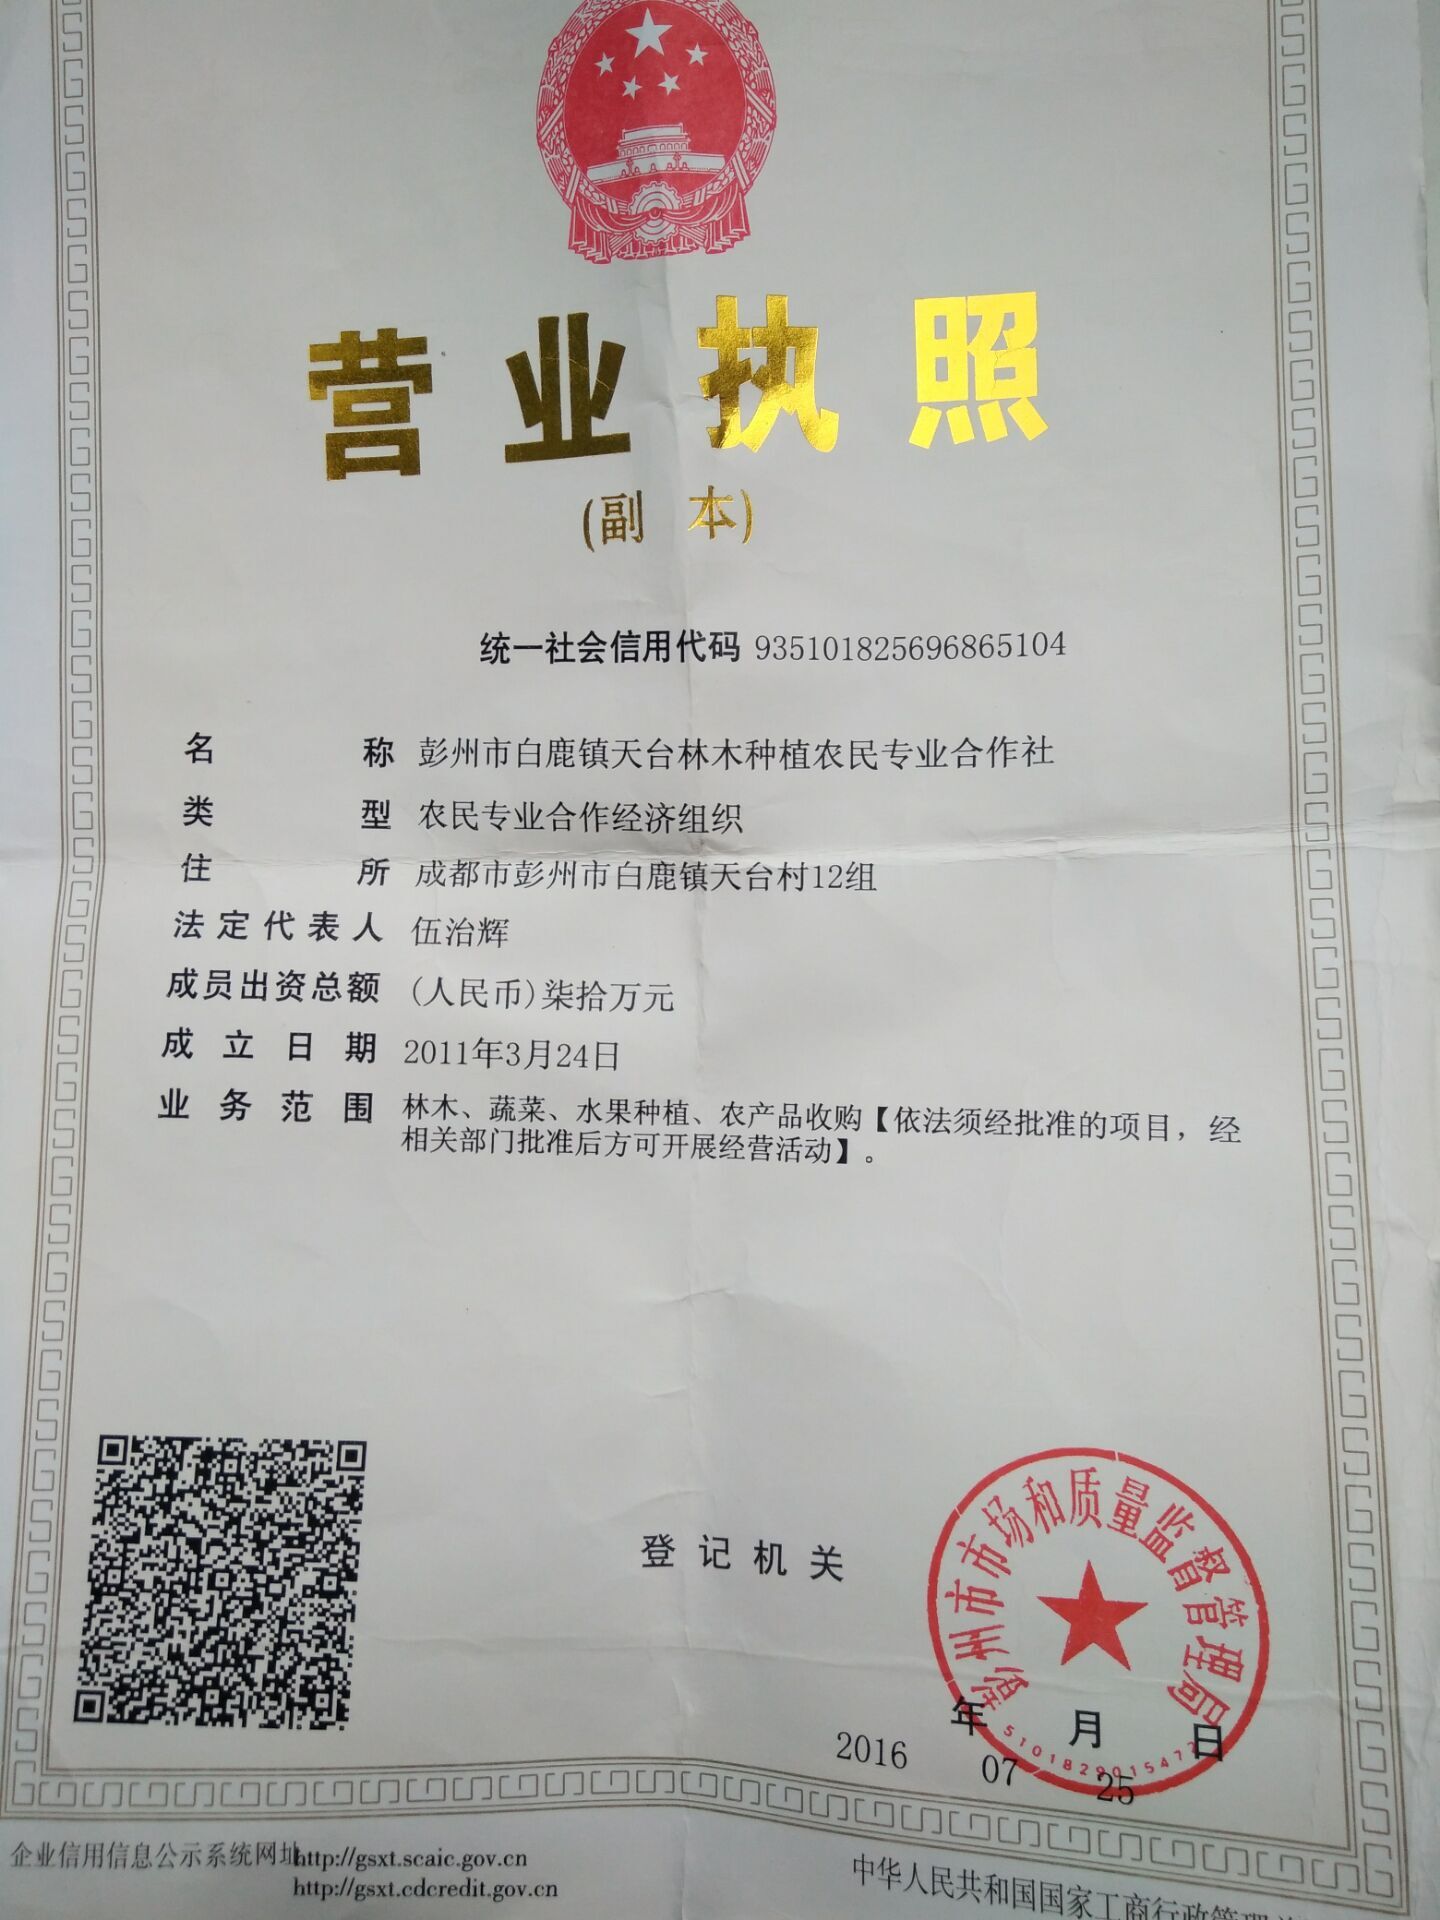 营业执照
(副 本)
统一社会信用代码 935101825696865104
名 称 彭州市白鹿镇天台林木种植农民专业合作社
类 型 农民专业合作经济组织
住 所 成都市彭州市白鹿镇天台村12组
法定代表人 伍治辉
成员出资总额 (人民币)柒拾万元
成立日期 2011年3月24日
业务范围 林木、蔬菜、水果种植、农产品收购【依法须经批准的项目，经
相关部门批准后方可开展经营活动】。
登记机关
彭州市市场和质量监督管理局
5101829015477
年 月 日
2016 07 25
企业信用信息公示系统网址http://gsxt.scaic.gov.cn
http://gsxt.cdcredit.gov.cn
中华人民共和国国家工商行政管理